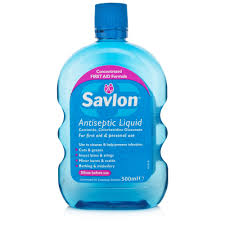 Concentrated
FIRST AID Formula
Savlon
Antiseptic Liquid
Cetrimide, Chlorhexidine Gluconate
For first aid & personal use
Use to cleanse & help prevent infection:
Cuts & grazes
Insect bites & stings
Minor burns & scalds
Bathing & midwifery
Dilute before use
500ml e